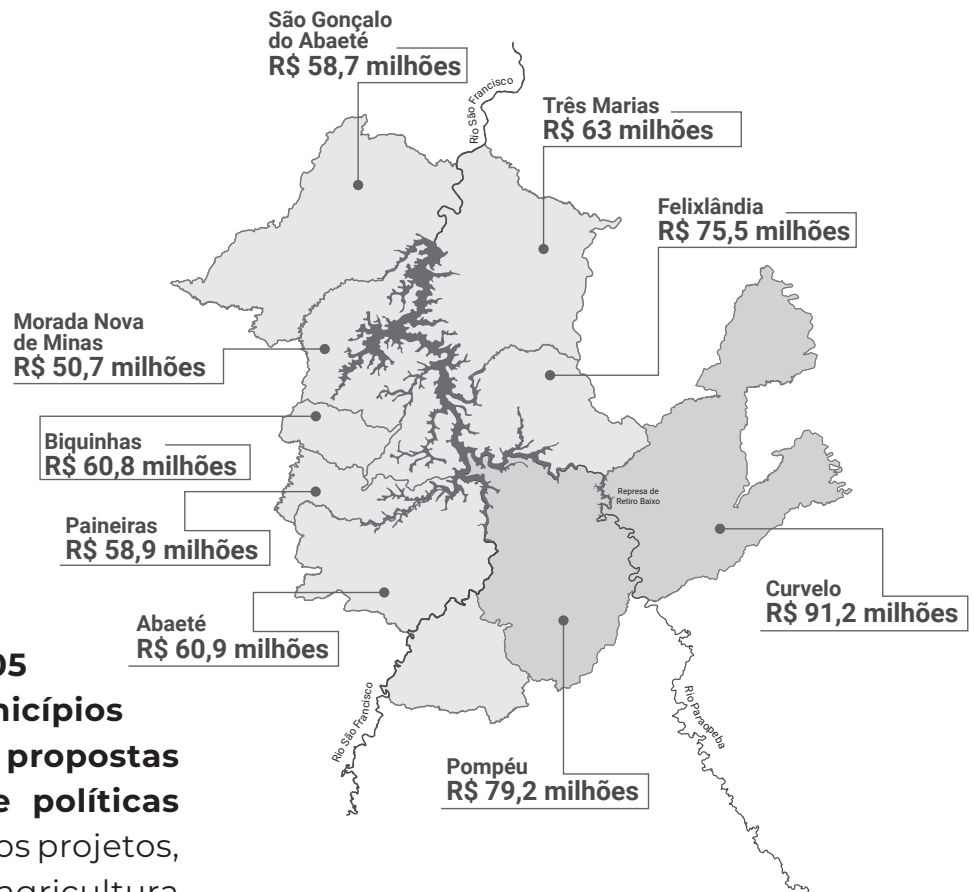 São Gonçalo
do Abaeté
R$ 58,7 milhões
Rio São Francisco
Três Marias
R$ 63 milhões
Felixlândia
R$ 75,5 milhões
Morada Nova
de Minas
R$ 50,7 milhões
Biquinhas
R$ 60,8 milhões
Represa de
Retiro Baixo
Paineiras
R$ 58,9 milhões
Curvelo
R$ 91,2 milhões
Abaeté
R$ 60,9 milhões
Rio São Francisco
Rio Paraopeba
Pompéu
R$ 79,2 milhões
05
nicípios
propostas
e políticas
os projetos,
agricultura